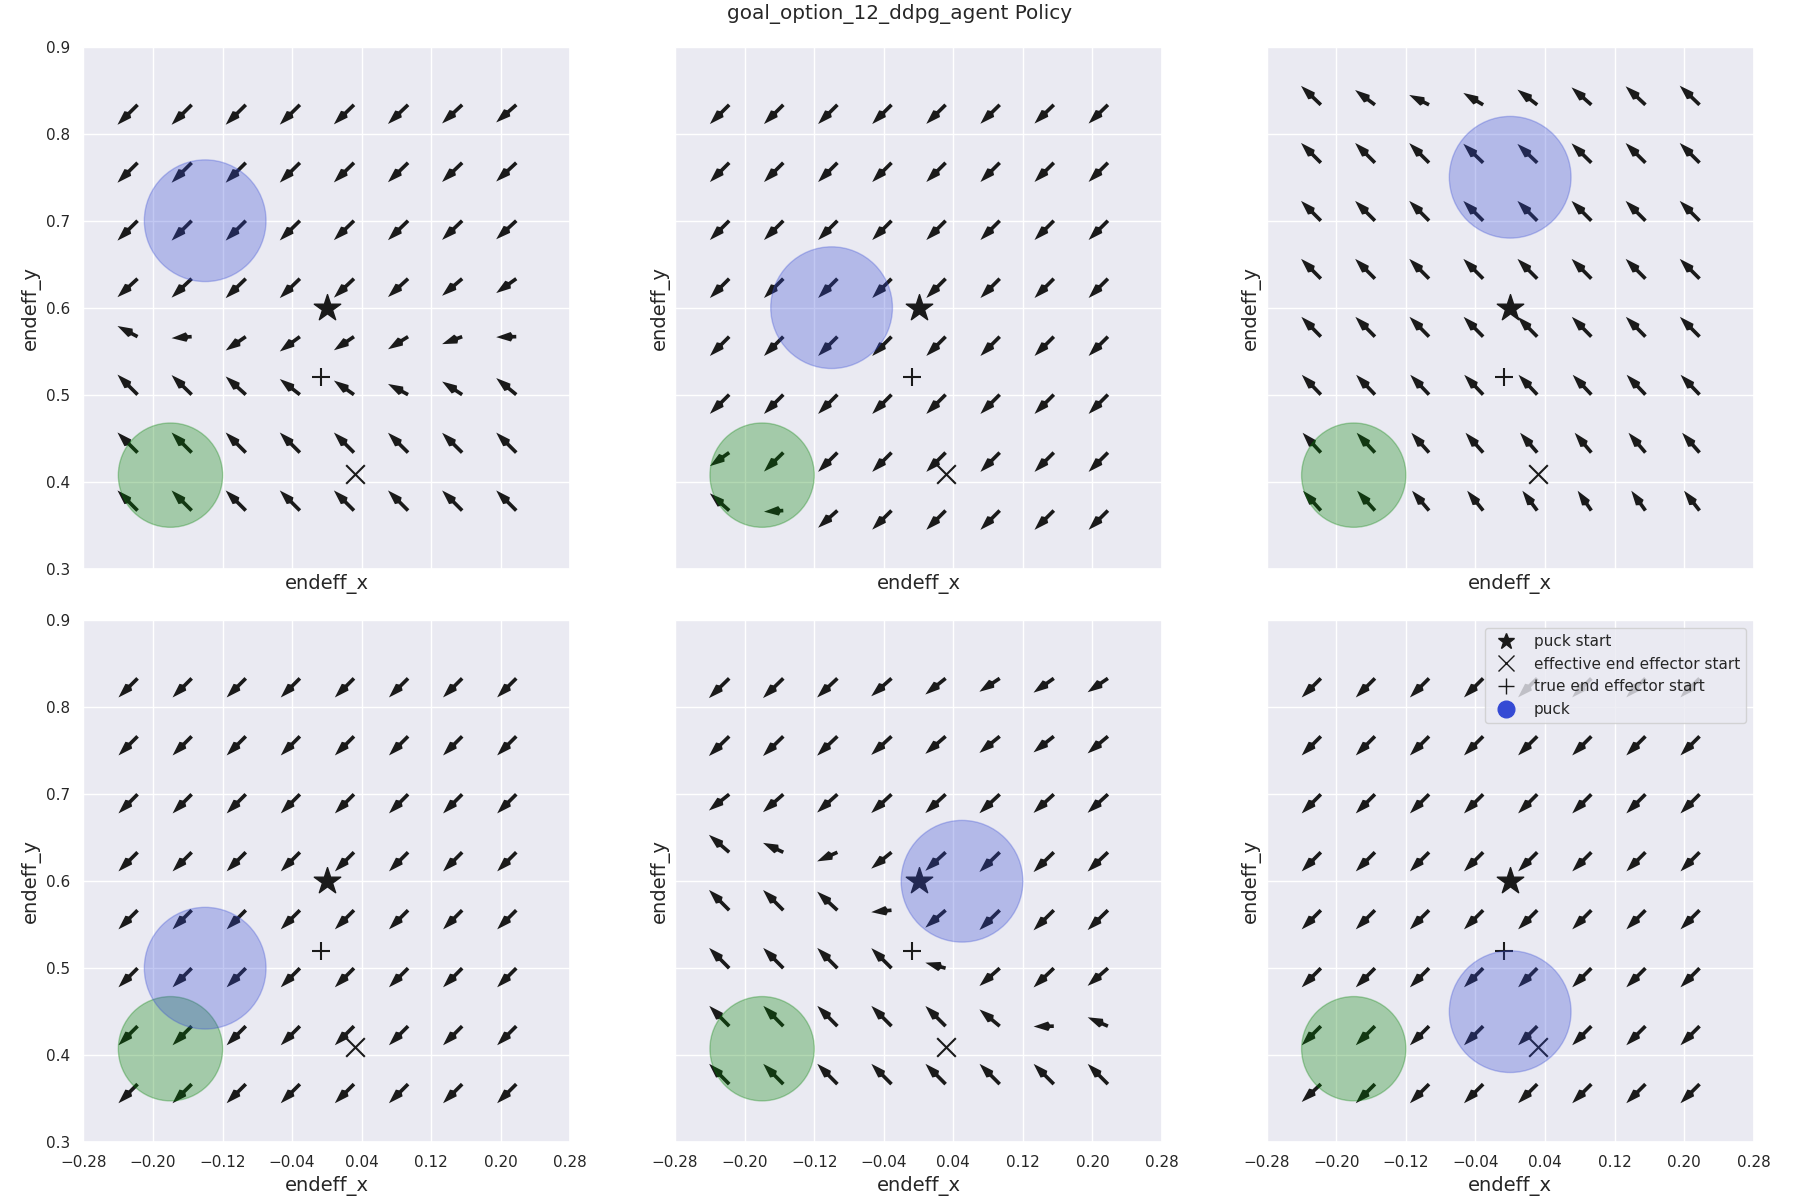 goal_option_12_ddpg_agent Policy
0.9
0.8
0.7
0.6
0.5
0.4
0.3
endeff_y
endeff_x
endeff_y
endeff_x
endeff_y
endeff_x
0.9
0.8
0.7
0.6
0.5
0.4
0.3
endeff_y
−0.28 −0.20 −0.12 −0.04 0.04 0.12 0.20 0.28
endeff_x
endeff_y
−0.28 −0.20 −0.12 −0.04 0.04 0.12 0.20 0.28
endeff_x
puck start
effective end effector start
true end effector start
puck
endeff_y
−0.28 −0.20 −0.12 −0.04 0.04 0.12 0.20 0.28
endeff_x